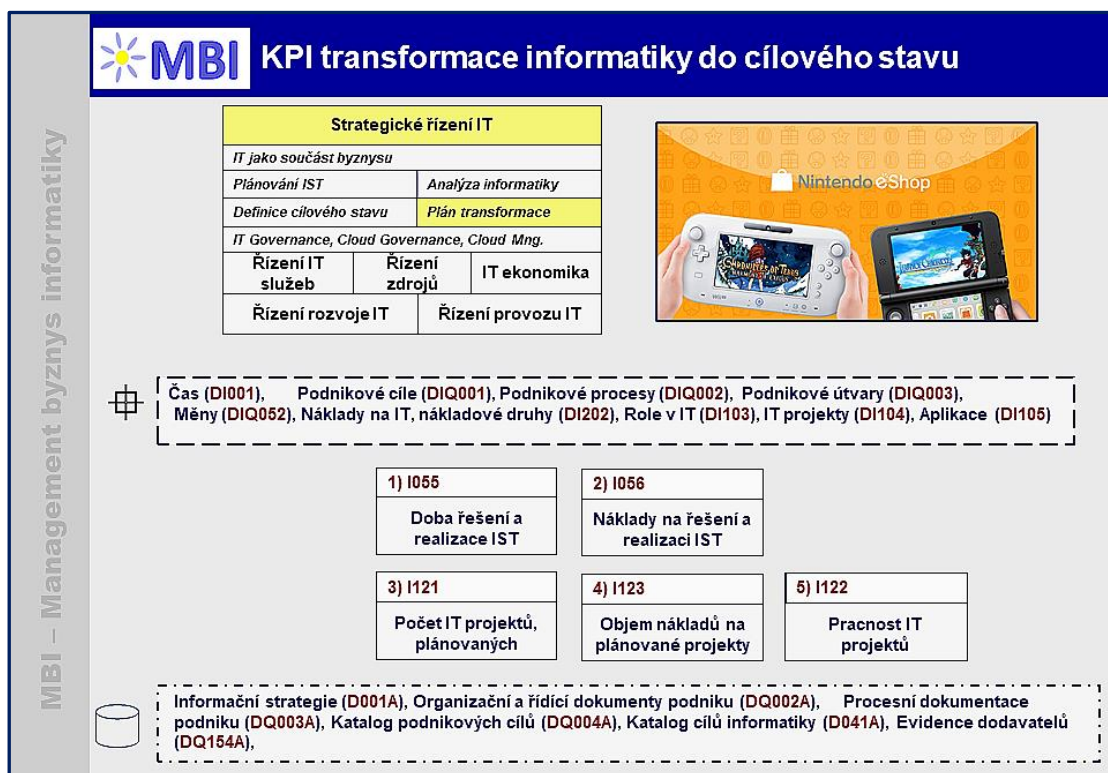 MBI – Management byznys informatiky
MBI KPI transformace informatiky do cílového stavu
Strategické řízení IT
IT jako součást byznysu
Plánování IST Analýza informatiky
Definice cílového stavu Plán transformace
IT Governance, Cloud Governance, Cloud Mng.
Řízení IT
služeb
Řízení
zdrojů
IT ekonomika
Řízení rozvoje IT Řízení provozu IT
Nintendo eShop
Wii U
Čas (DI001), Podnikové cíle (DIQ001), Podnikové procesy (DIQ002), Podnikové útvary (DIQ003),
Měny (DIQ052), Náklady na IT, nákladové druhy (DI202), Role v IT (DI103), IT projekty (DI104), Aplikace (DI105)
1) I055
Doba řešení a
realizace IST
2) I056
Náklady na řešení a
realizaci IST
3) I121
Počet IT projektů,
plánovaných
4) I123
Objem nákladů na
plánované projekty
5) I122
Pracnost IT
projektů
Informační strategie (D001A), Organizační a řídící dokumenty podniku (DQ002A), Procesní dokumentace
podniku (DQ003A), Katalog podnikových cílů (DQ004A), Katalog cílů informatiky (D041A), Evidence dodavatelů
(DQ154A),